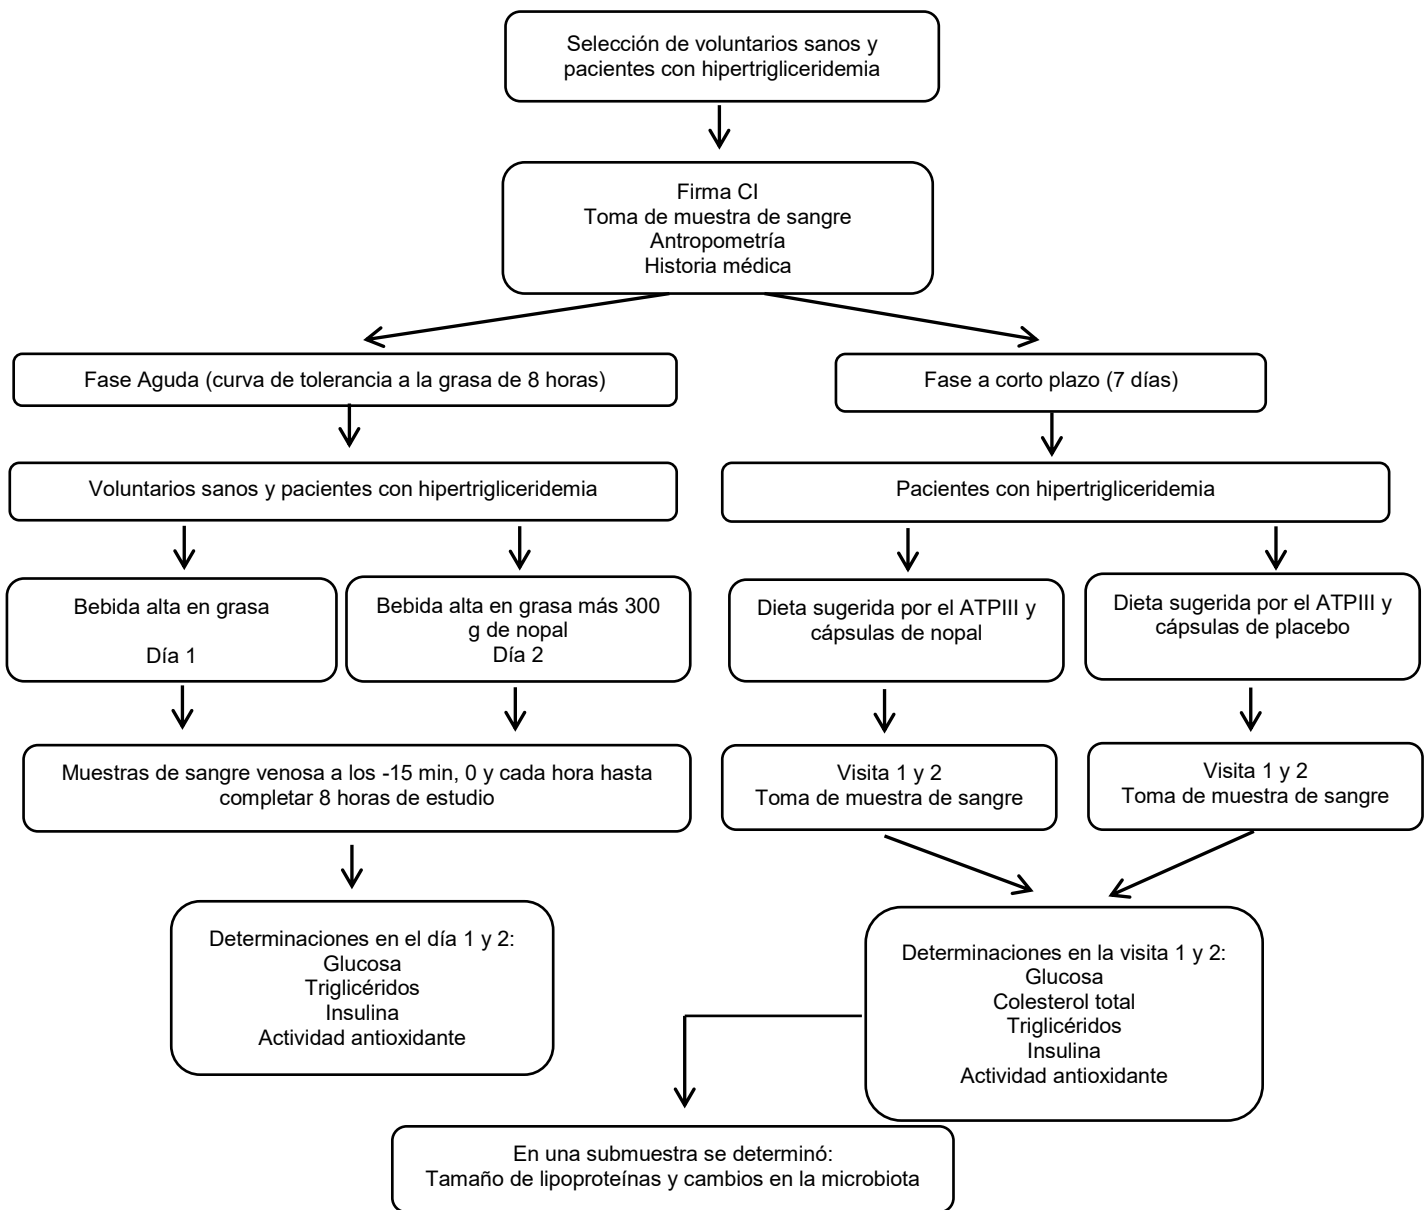 Selección de voluntarios sanos y
pacientes con hipertrigliceridemia
Firma CI
Toma de muestra de sangre
Antropometría
Historia médica
Fase Aguda (curva de tolerancia a la grasa de 8 horas)
Fase a corto plazo (7 días)
Voluntarios sanos y pacientes con hipertrigliceridemia
Pacientes con hipertrigliceridemia
Bebida alta en grasa
Día 1
Bebida alta en grasa más 300
g de nopal
Día 2
Dieta sugerida por el ATPIII y
cápsulas de nopal
Dieta sugerida por el ATPIII y
cápsulas de placebo
Muestras de sangre venosa a los -15 min, 0 y cada hora hasta
completar 8 horas de estudio
Visita 1 y 2
Toma de muestra de sangre
Visita 1 y 2
Toma de muestra de sangre
Determinaciones en el día 1 y 2:
Glucosa
Triglicéridos
Insulina
Actividad antioxidante
Determinaciones en la visita 1 y 2:
Glucosa
Colesterol total
Triglicéridos
Insulina
Actividad antioxidante
En una submuestra se determinó:
Tamaño de lipoproteínas y cambios en la microbiota